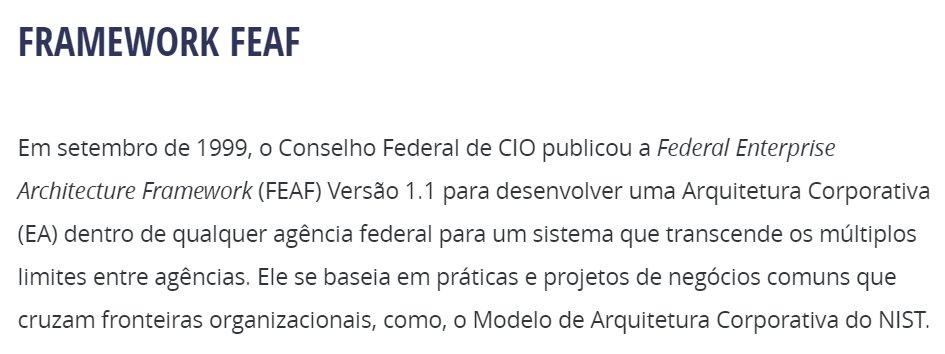 FRAMEWORK FEAF
Em setembro de 1999, o Conselho Federal de CIO publicou a Federal Enterprise
Architecture Framework (FEAF) Versão 1.1 para desenvolver uma Arquitetura Corporativa
(EA) dentro de qualquer agência federal para um sistema que transcende os múltiplos
limites entre agências. Ele se baseia em práticas e projetos de negócios comuns que
cruzam fronteiras organizacionais, como, o Modelo de Arquitetura Corporativa do NIST.